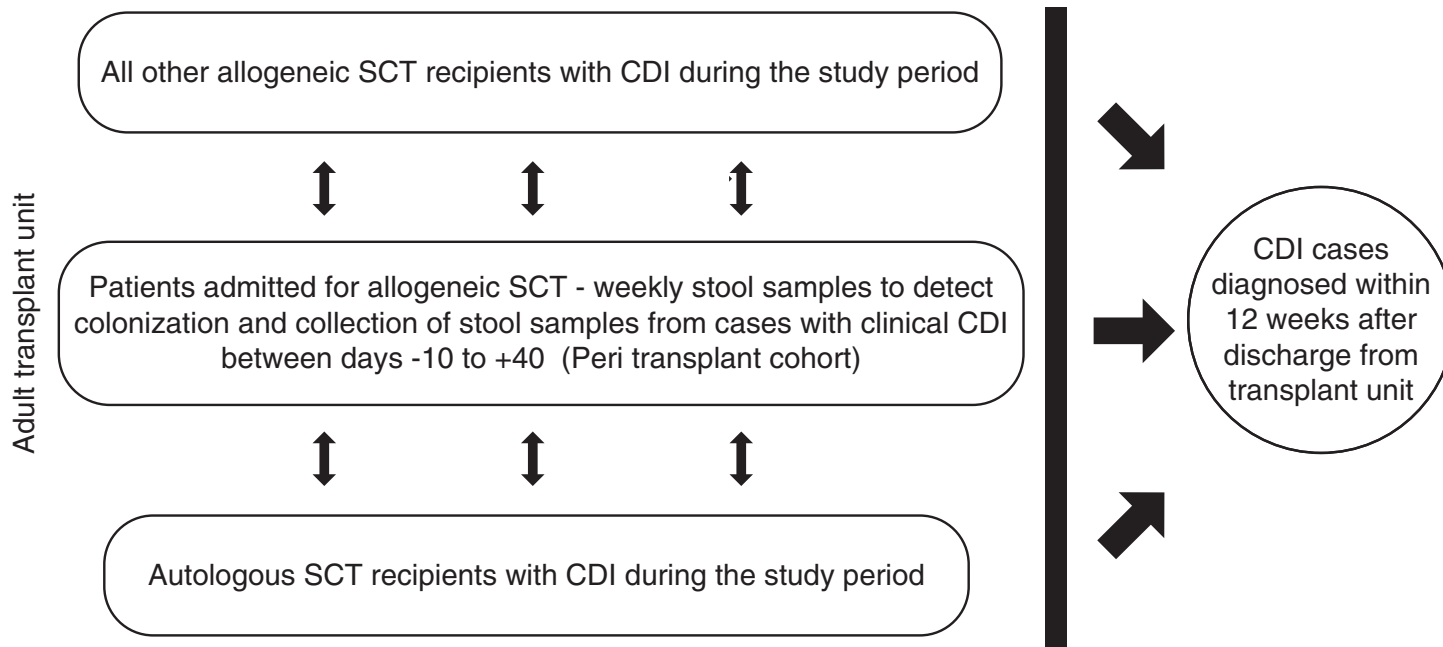 All other allogeneic SCT recipients with CDI during the study period
Adult transplant unit
Patients admitted for allogeneic SCT - weekly stool samples to detect
colonization and collection of stool samples from cases with clinical CDI
between days -10 to +40 (Peri transplant cohort)
Autologous SCT recipients with CDI during the study period
CDI cases
diagnosed within
12 weeks after
discharge from
transplant unit